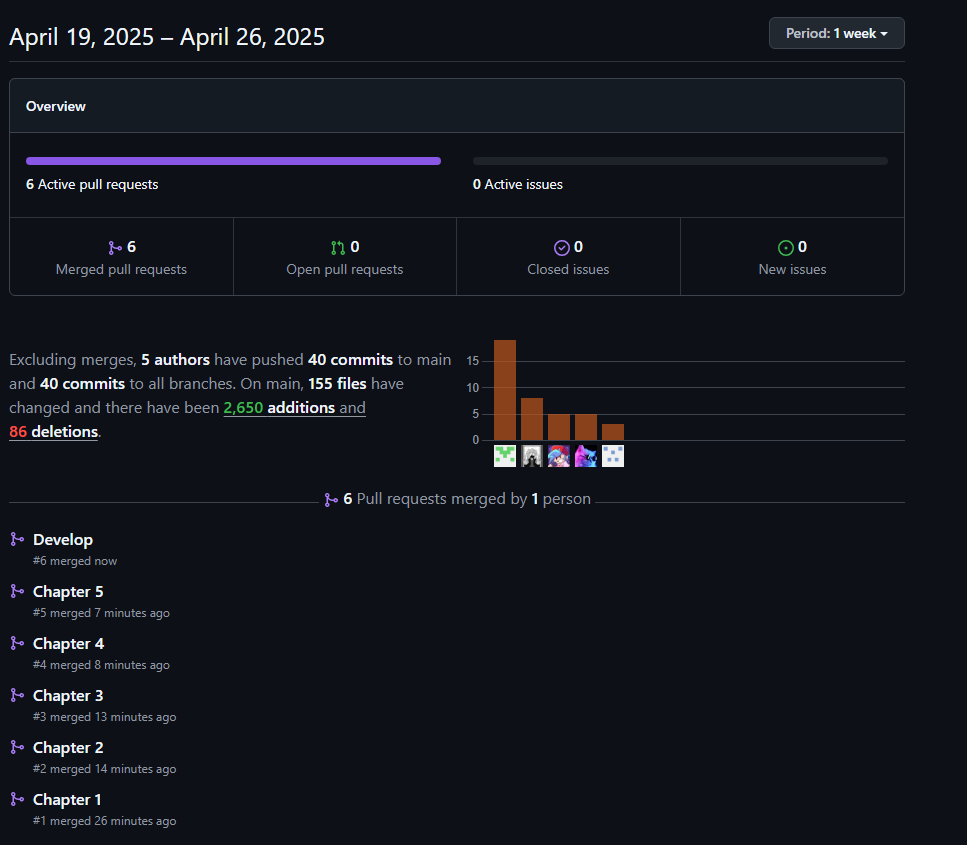 April 19, 2025 – April 26, 2025
Period: 1 week
Overview
6 Active pull requests
0 Active issues
6
Merged pull requests
0
Open pull requests
0
Closed issues
0
New issues
Excluding merges, 5 authors have pushed 40 commits to main
and 40 commits to all branches. On main, 155 files have
changed and there have been 2,650 additions and
86 deletions.
15
10
5
0
6 Pull requests merged by 1 person
Develop
#6 merged now
Chapter 5
#5 merged 7 minutes ago
Chapter 4
#4 merged 8 minutes ago
Chapter 3
#3 merged 13 minutes ago
Chapter 2
#2 merged 14 minutes ago
Chapter 1
#1 merged 26 minutes ago